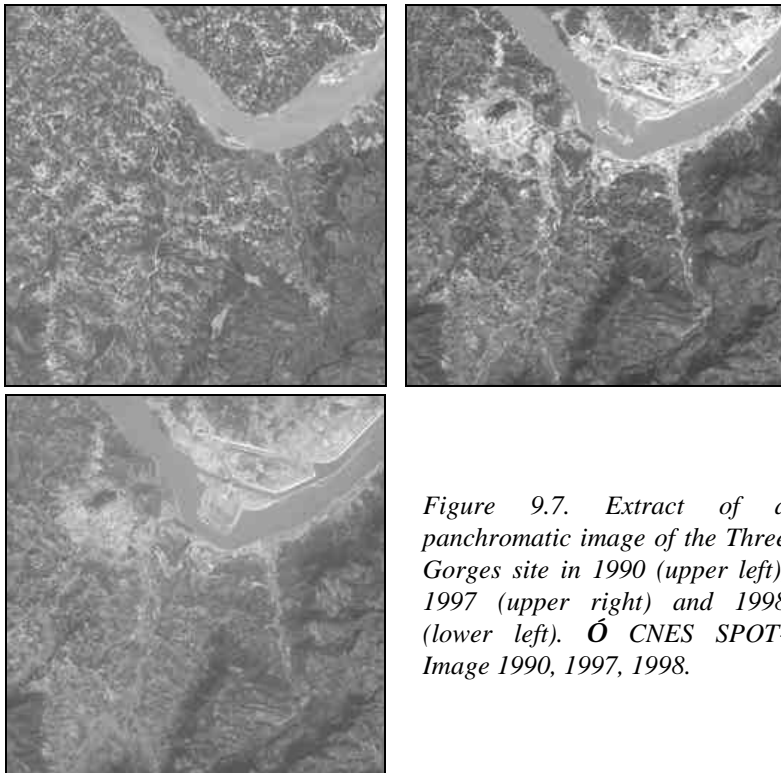 Figure 9.7. Extract of a
panchromatic image of the Three
Gorges site in 1990 (upper left),
1997 (upper right) and 1998
(lower left). Ó CNES SPOT-
Image 1990, 1997, 1998.